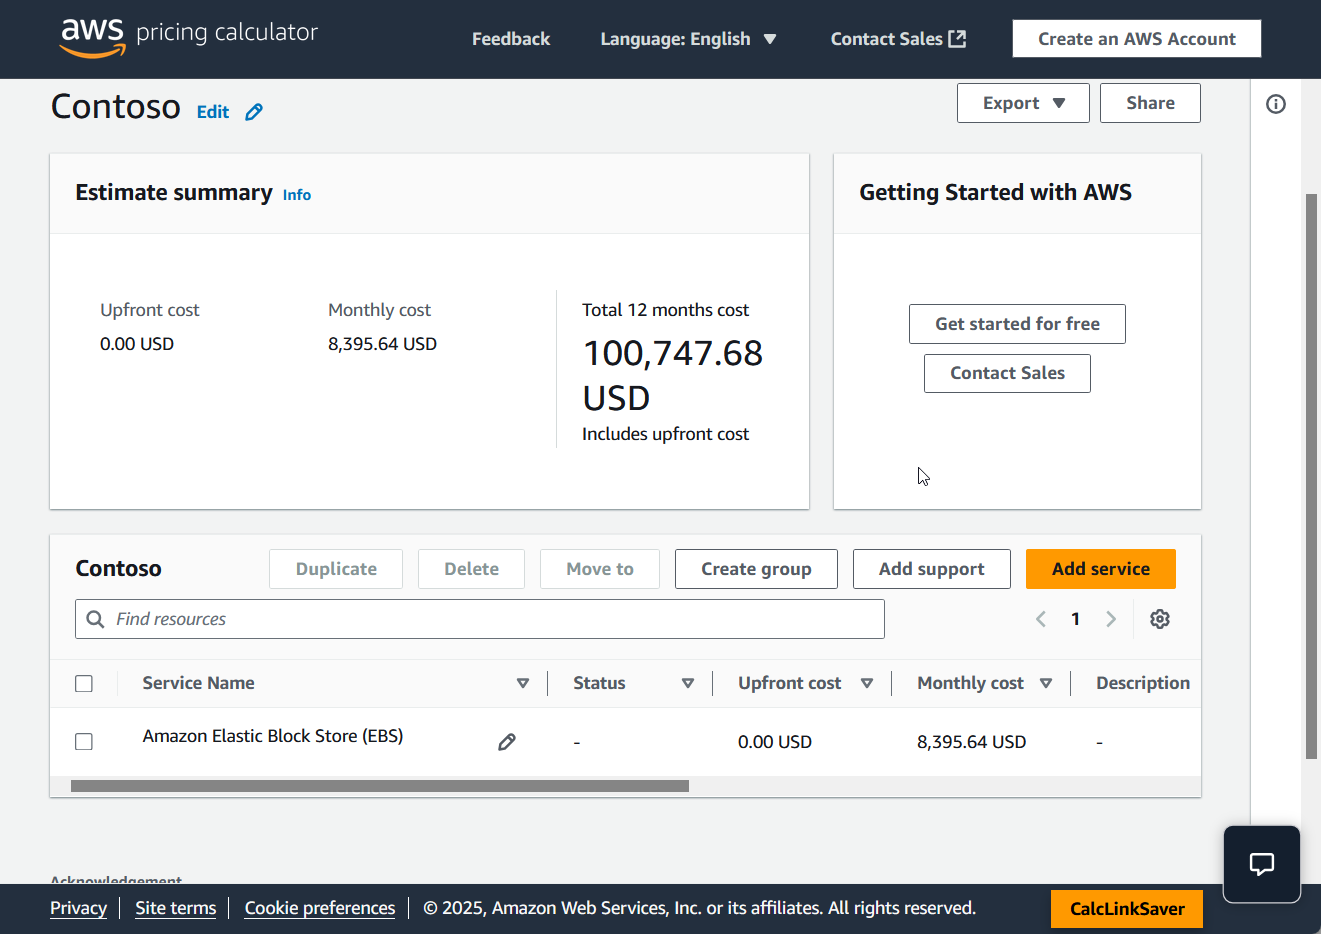 aws pricing calculator
Feedback
Language: English
Contact Sales
Create an AWS Account
Contoso
Edit
Export
Share
Estimate summary Info
Upfront cost
0.00 USD
Monthly cost
8,395.64 USD
Total 12 months cost
100,747.68
USD
Includes upfront cost
Getting Started with AWS
Get started for free
Contact Sales
Contoso
Duplicate
Delete
Move to
Create group
Add support
Add service
Find resources
1
Service Name
Status
Upfront cost
Monthly cost
Description
Amazon Elastic Block Store (EBS)
-
0.00 USD
8,395.64 USD
-
Acknowledgement
Privacy
Site terms
Cookie preferences
© 2025, Amazon Web Services, Inc. or its affiliates. All rights reserved.
CalcLinkSaver